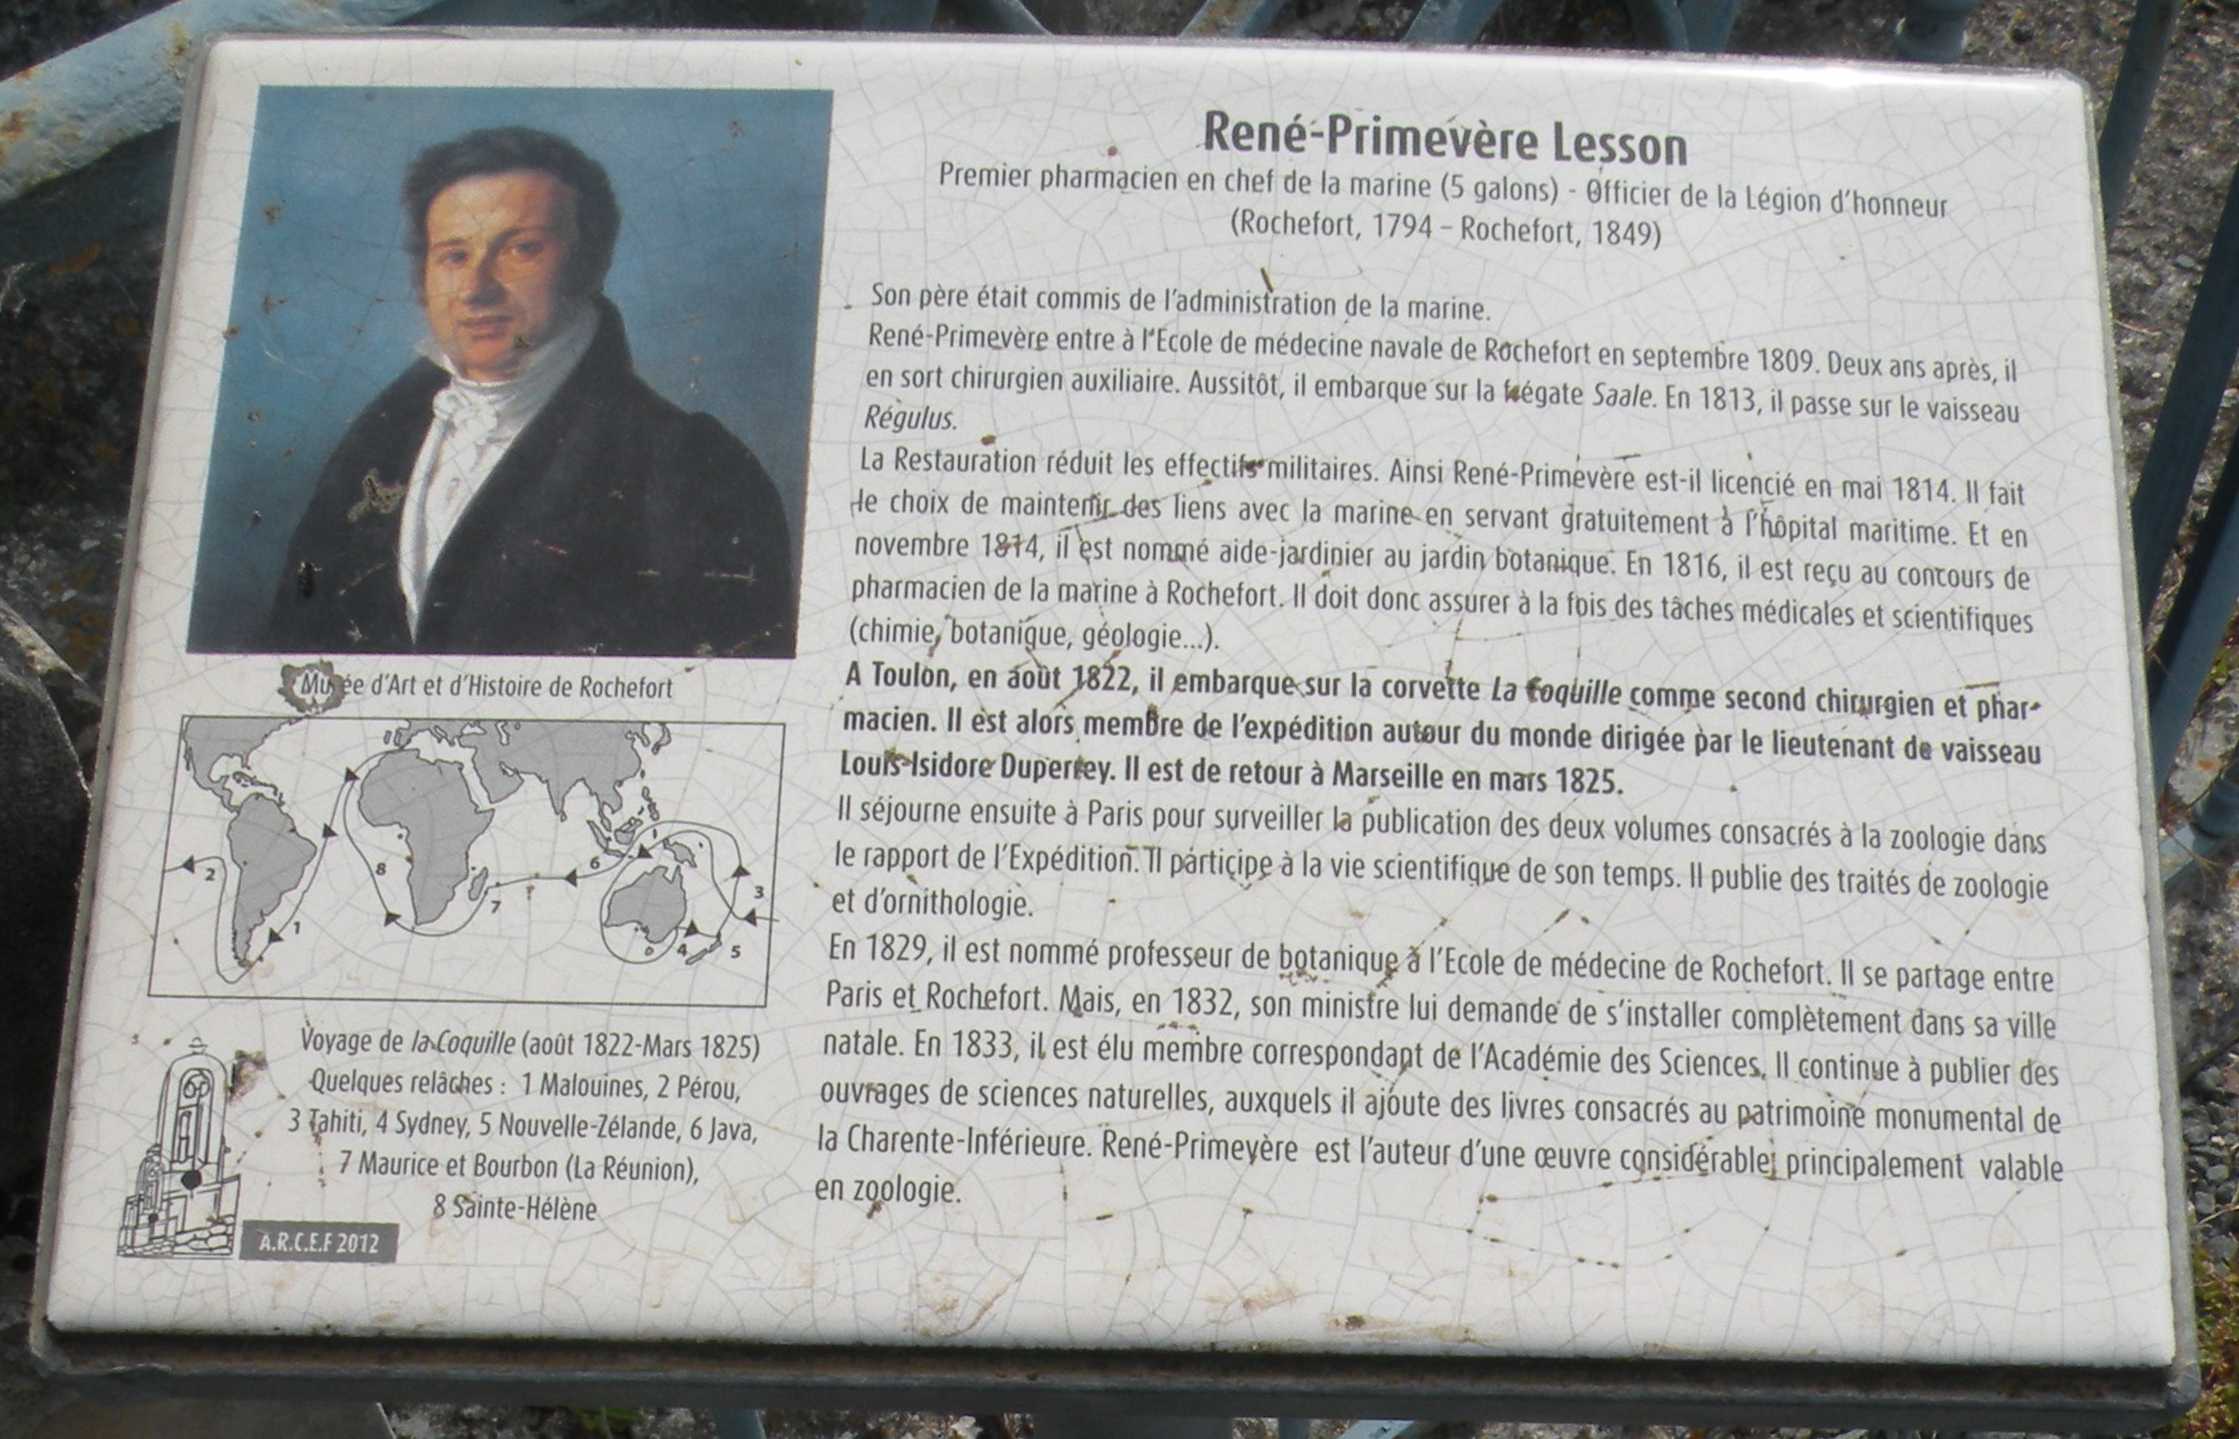 René-Primevère Lesson
Premier pharmacien en chef de la marine (5 galons) - Officier de la Légion d'honneur
(Rochefort, 1794 – Rochefort, 1849)
Son père était commis de l'administration de la marine.
René-Primevère entre à l'Ecole de médecine navale de Rochefort en septembre 1809. Deux ans après, il
en sort chirurgien auxiliaire. Aussitôt, il embarque sur la frégate Saale. En 1813, il passe sur le vaisseau
Régulus.
La Restauration réduit les effectifs militaires. Ainsi René-Primevère est-il licencié en mai 1814. Il fait
le choix de maintenir des liens avec la marine en servant gratuitement à l'hôpital maritime. Et en
novembre 1814, il est nommé aide-jardinier au jardin botanique. En 1816, il est reçu au concours de
pharmacien de la marine à Rochefort. Il doit donc assurer à la fois des tâches médicales et scientifiques
(chimie, botanique, géologie...).
A Toulon, en août 1822, il embarque sur la corvette La Coquille comme second chirurgien et phar-
macien. Il est alors membre de l'expédition autour du monde dirigée par le lieutenant de vaisseau
Louis-Isidore Duperrey. Il est de retour à Marseille en mars 1825.
Il séjourne ensuite à Paris pour surveiller la publication des deux volumes consacrés à la zoologie dans
le rapport de l'Expédition. Il participe à la vie scientifique de son temps. Il publie des traités de zoologie
et d'ornithologie.
En 1829, il est nommé professeur de botanique à l'Ecole de médecine de Rochefort. Il se partage entre
Paris et Rochefort. Mais, en 1832, son ministre lui demande de s'installer complètement dans sa ville
natale. En 1833, il est élu membre correspondant de l'Académie des Sciences. Il continue à publier des
ouvrages de sciences naturelles, auxquels il ajoute des livres consacrés au patrimoine monumental de
la Charente-Inférieure. René-Primevère est l'auteur d'une œuvre considérable, principalement valable
en zoologie.
Musée d'Art et d'Histoire de Rochefort
2
1
8
7
6
3
4
5
Voyage de la Coquille (août 1822-Mars 1825)
Quelques relâches : 1 Malouines, 2 Pérou,
3 Tahiti, 4 Sydney, 5 Nouvelle-Zélande, 6 Java,
7 Maurice et Bourbon (La Réunion),
8 Sainte-Hélène
A.R.C.E.F 2012